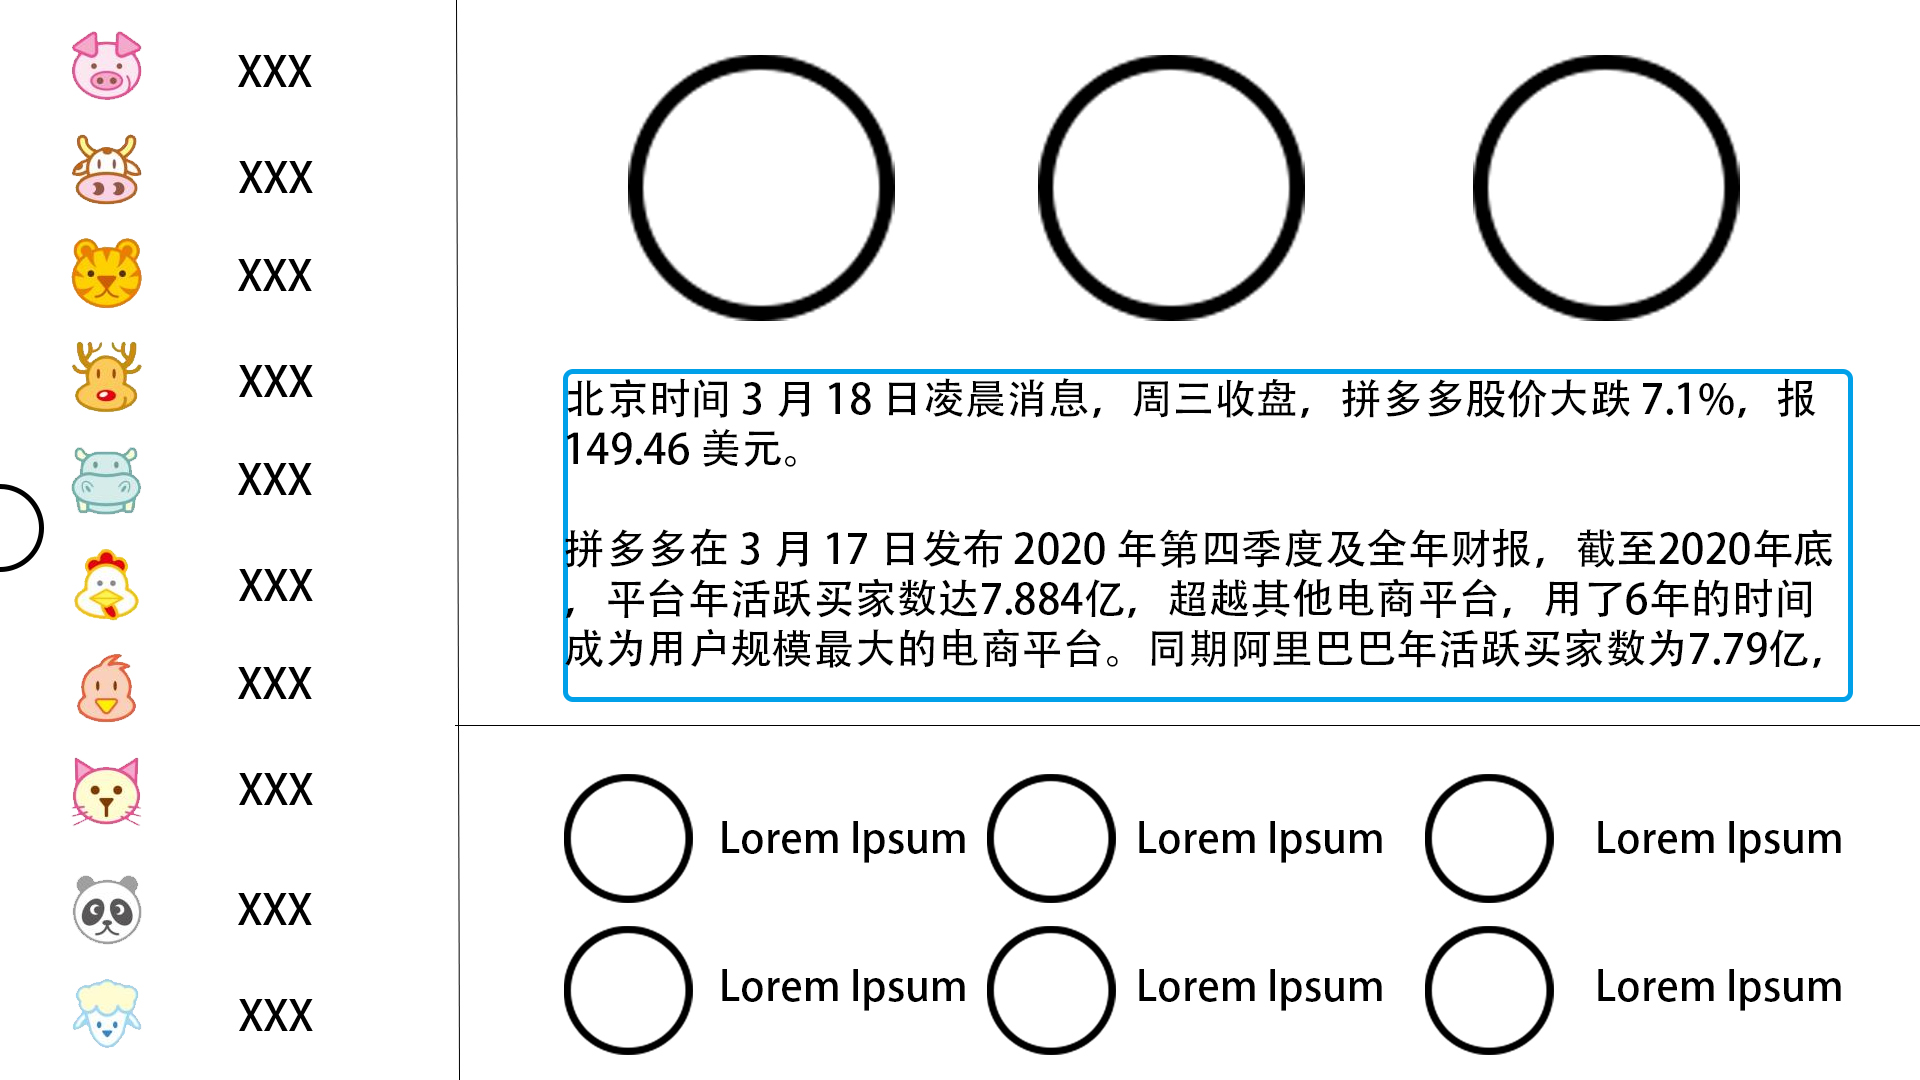 XXX
XXX
XXX
XXX
XXX
XXX
XXX
XXX
XXX
XXX
北京时间 3 月 18 日凌晨消息，周三收盘，拼多多股价大跌 7.1%，报
149.46 美元。
拼多多在 3 月 17 日发布 2020 年第四季度及全年财报，截至2020年底
，平台年活跃买家数达7.884亿，超越其他电商平台，用了6年的时间
成为用户规模最大的电商平台。同期阿里巴巴年活跃买家数为7.79亿，
Lorem Ipsum
Lorem Ipsum
Lorem Ipsum
Lorem Ipsum
Lorem Ipsum
Lorem Ipsum